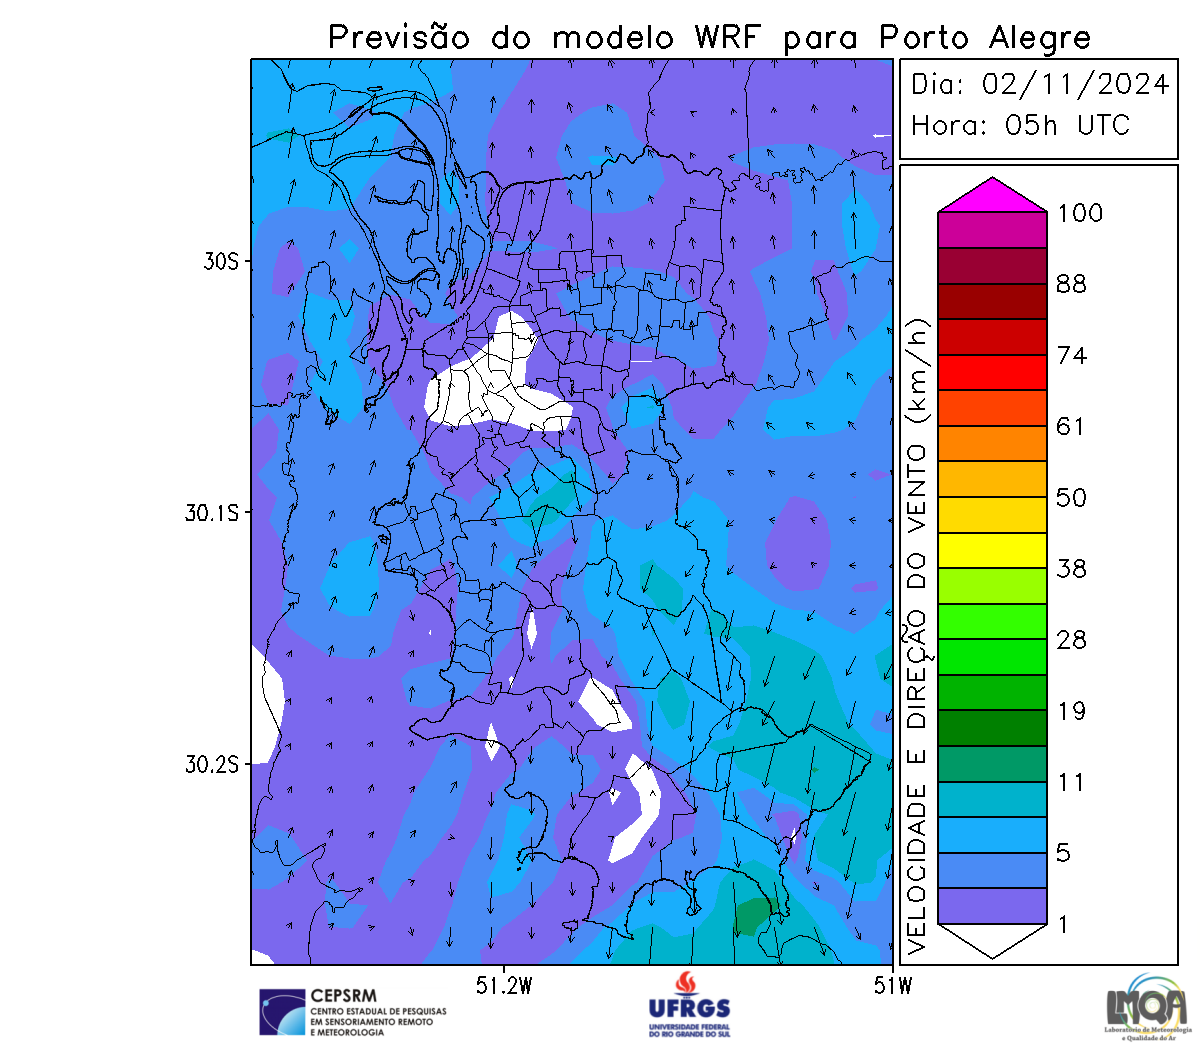 Previsão do modelo WRF para Porto Alegre
Dia: 02/11/2024
Hora: 05h UTC
30S
30.1S
30.2S
51.2W
51W
VELOCIDADE E DIREÇÃO DO VENTO (km/h)
100
88
74
61
50
38
28
19
11
5
1
CEPSRM
CENTRO ESTADUAL DE PESQUISAS
EM SENSORIAMENTO REMOTO
E METEOROLOGIA
UFRGS
UNIVERSIDADE FEDERAL
DO RIO GRANDE DO SUL
LMQA
Laboratório de Meteorologia
e Qualidade do Ar